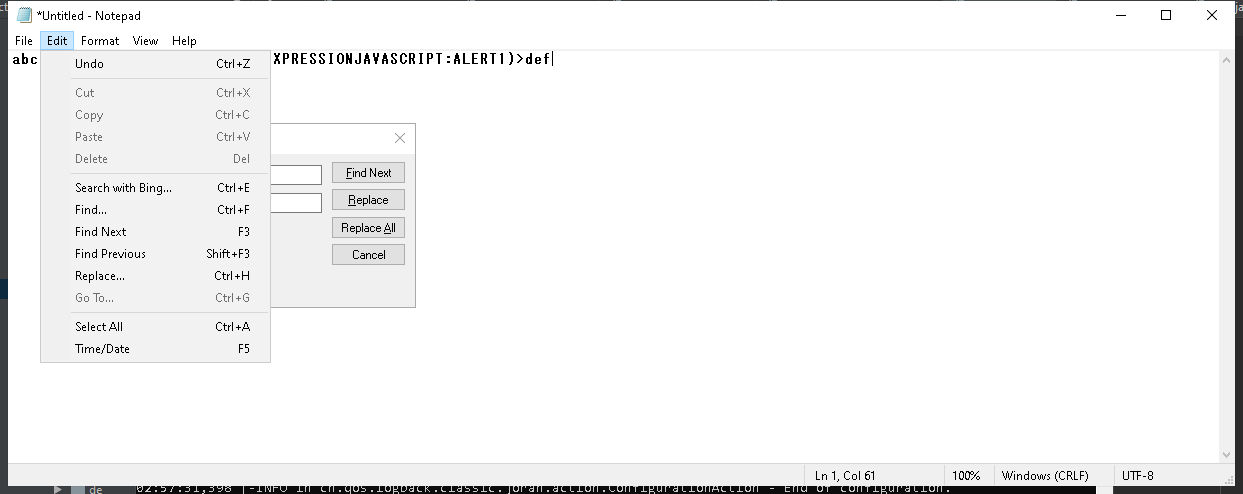 *Untitled - Notepad
File Edit Format View Help
abc XPRESSIONJAVASCRIPT:ALERT1)>def
Undo Ctrl+Z
Cut Ctrl+X
Copy Ctrl+C
Paste Ctrl+V
Delete Del
Search with Bing... Ctrl+E
Find... Ctrl+F
Find Next F3
Find Previous Shift+F3
Replace... Ctrl+H
Go To... Ctrl+G
Select All Ctrl+A
Time/Date F5
Find Next
Replace
Replace All
Cancel
Ln 1, Col 61 100% Windows (CRLF) UTF-8
de 02:57:31,398 |-INFO in ch.qos.logback.classic.joran.action.ConfigurationAction - End of configuration.